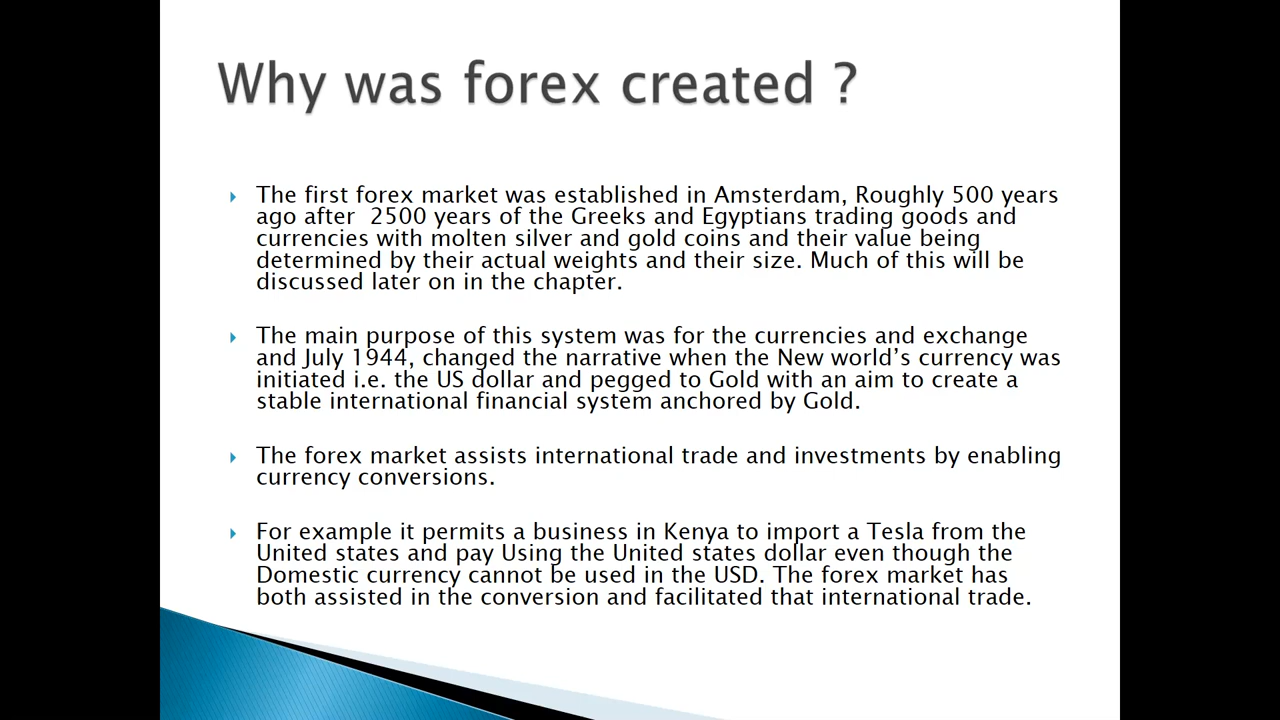 Why was forex created ?
The first forex market was established in Amsterdam, Roughly 500 years
ago after  2500 years of the Greeks and Egyptians trading goods and
currencies with molten silver and gold coins and their value being
determined by their actual weights and their size. Much of this will be
discussed later on in the chapter.
The main purpose of this system was for the currencies and exchange
and July 1944, changed the narrative when the New world’s currency was
initiated i.e. the US dollar and pegged to Gold with an aim to create a
stable international financial system anchored by Gold.
The forex market assists international trade and investments by enabling
currency conversions.
For example it permits a business in Kenya to import a Tesla from the
United states and pay Using the United states dollar even though the
Domestic currency cannot be used in the USD. The forex market has
both assisted in the conversion and facilitated that international trade.